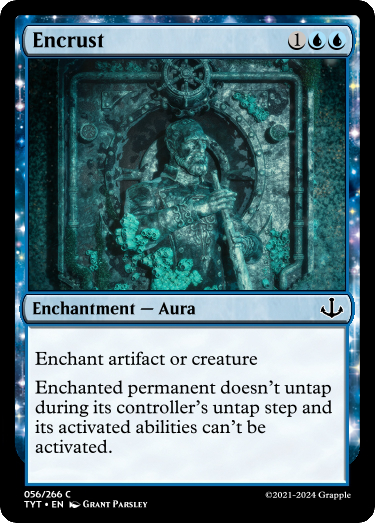 Encrust 1
Enchantment — Aura
Enchant artifact or creature
Enchanted permanent doesn't untap
during its controller's untap step and
its activated abilities can't be
activated.
056/266 C
TYT • EN Grant Parsley
©2021-2024 Grapple